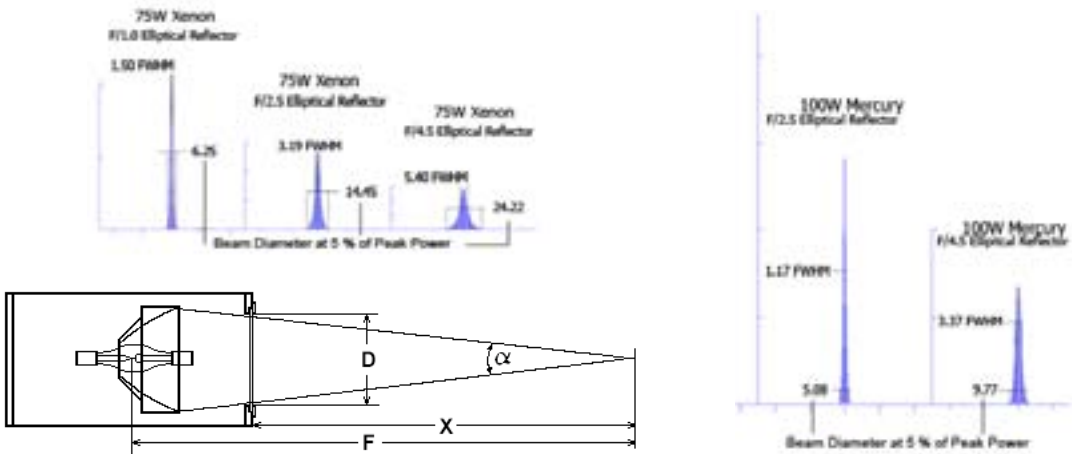 75W Xenon
F/1.0 Elliptical Reflector
1.50 FWHM
6.25
75W Xenon
F/2.5 Elliptical Reflector
3.19 FWHM
14.45
75W Xenon
F/4.5 Elliptical Reflector
5.40 FWHM
24.22
Beam Diameter at 5 % of Peak Power
D
α
X
F
100W Mercury
F/2.5 Elliptical Reflector
1.17 FWHM
5.08
100W Mercury
F/4.5 Elliptical Reflector
3.37 FWHM
9.77
Beam Diameter at 5 % of Peak Power